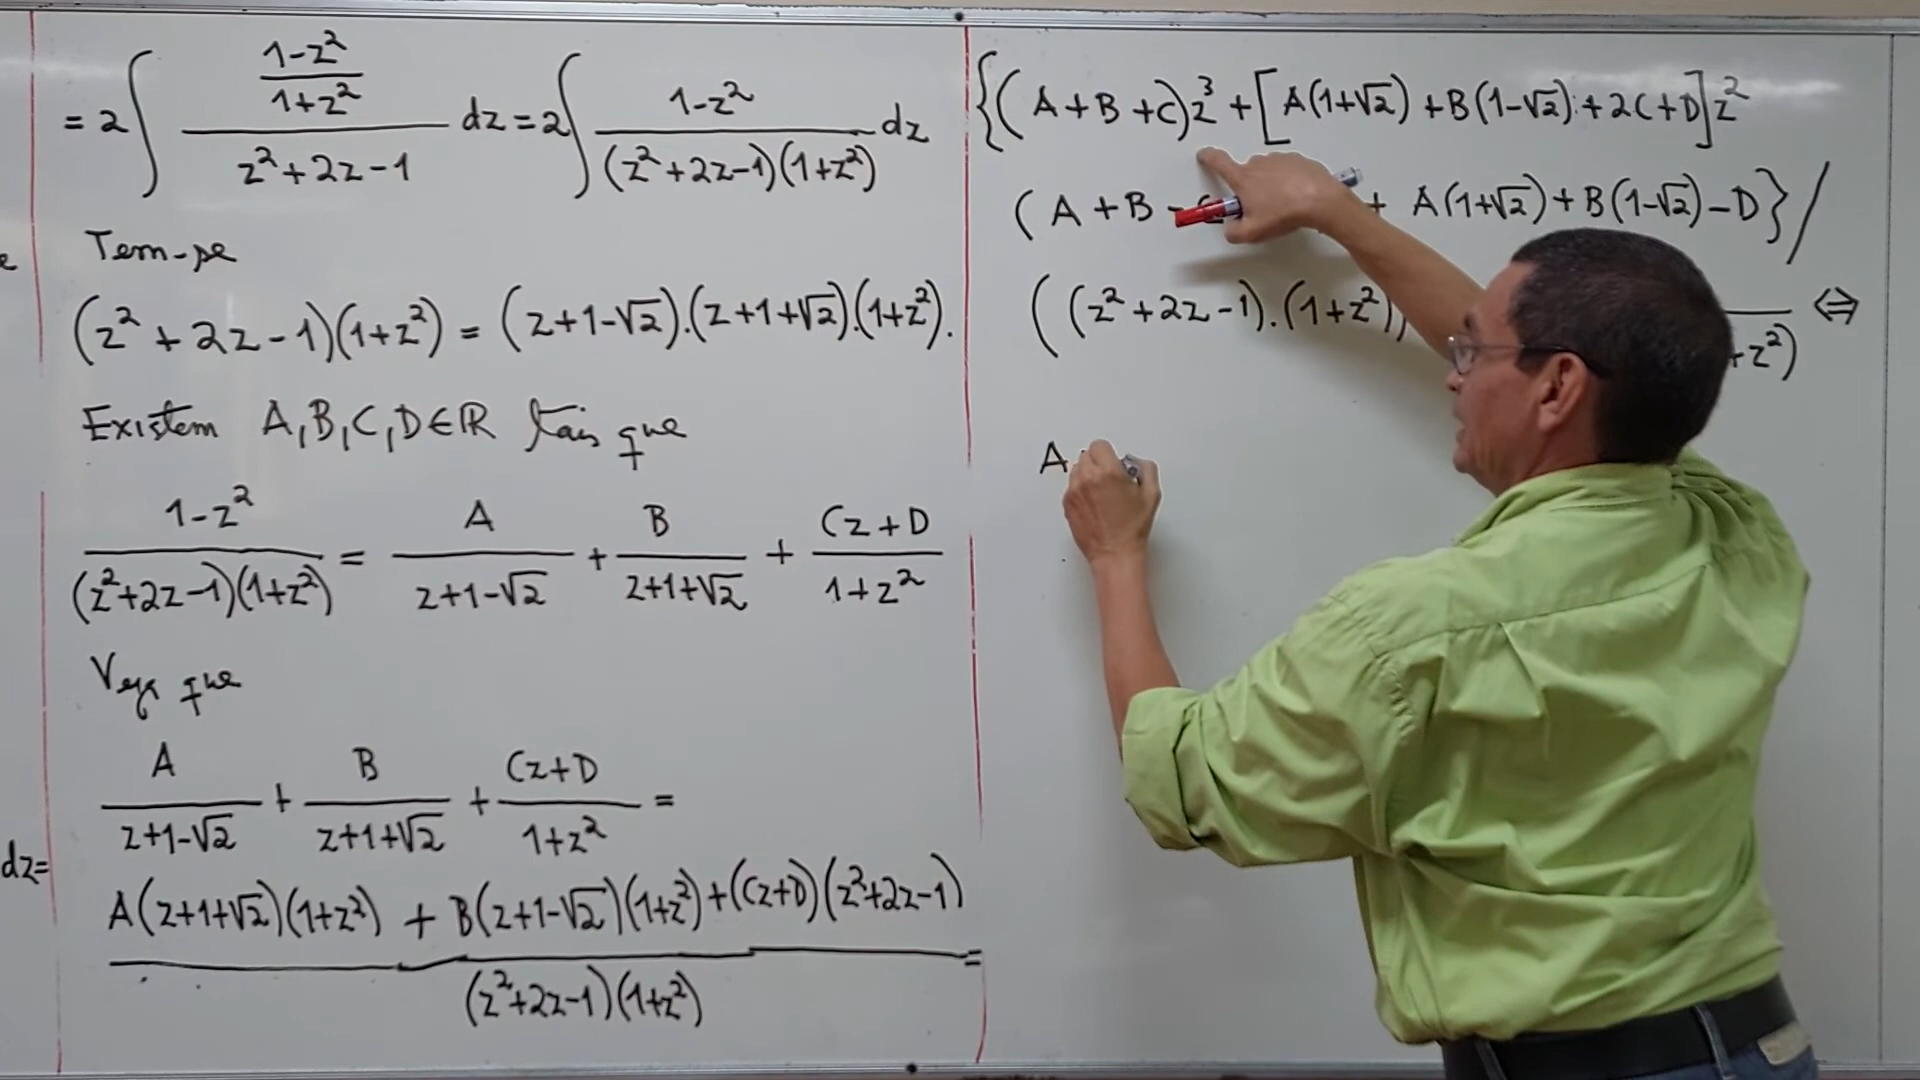 = 2∫ ((1-z²)/(1+z²))/(z²+2z-1) dz = 2∫ (1-z²)/((z²+2z-1)(1+z²)) dz
Tem-se
(z²+2z-1)(1+z²) = (z+1-√2).(z+1+√2).(1+z²).
Existem A,B,C,D∈ℝ tais que
(1-z²)/((z²+2z-1)(1+z²)) = A/(z+1-√2) + B/(z+1+√2) + (Cz+D)/(1+z²)
Veja que
A/(z+1-√2) + B/(z+1+√2) + (Cz+D)/(1+z²) =
dz=
(A(z+1+√2)(1+z²) + B(z+1-√2)(1+z²) + (Cz+D)(z²+2z-1))/((z²+2z-1)(1+z²)) =
{(A+B+C)z³ + [A(1+√2) + B(1-√2) + 2C+D]z²
(A+B- + A(1+√2) + B(1-√2) - D}/
((z²+2z-1).(1+z²) +z²) ⇔
A